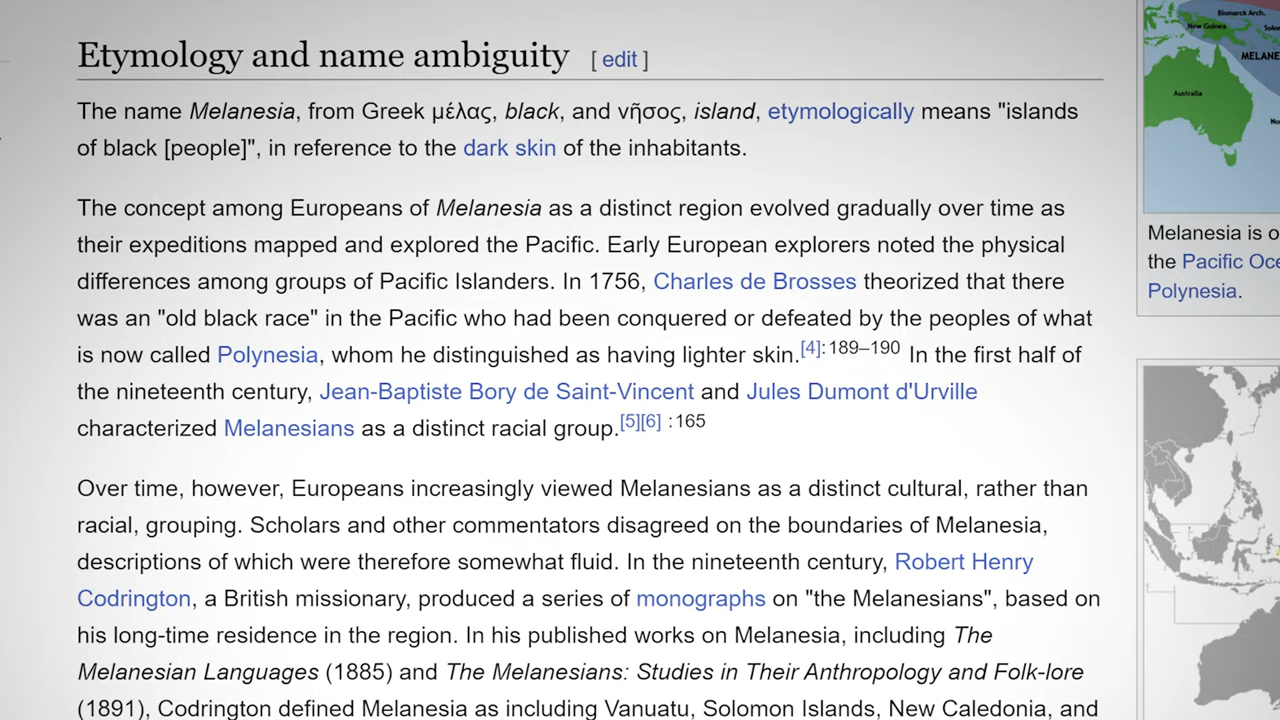 Etymology and name ambiguity [ edit ]
The name Melanesia, from Greek μέλας, black, and νῆσος, island, etymologically means "islands
of black [people]", in reference to the dark skin of the inhabitants.
The concept among Europeans of Melanesia as a distinct region evolved gradually over time as
their expeditions mapped and explored the Pacific. Early European explorers noted the physical
differences among groups of Pacific Islanders. In 1756, Charles de Brosses theorized that there
was an "old black race" in the Pacific who had been conquered or defeated by the peoples of what
is now called Polynesia, whom he distinguished as having lighter skin.[4]:189–190 In the first half of
the nineteenth century, Jean-Baptiste Bory de Saint-Vincent and Jules Dumont d'Urville
characterized Melanesians as a distinct racial group.[5][6] :165
Over time, however, Europeans increasingly viewed Melanesians as a distinct cultural, rather than
racial, grouping. Scholars and other commentators disagreed on the boundaries of Melanesia,
descriptions of which were therefore somewhat fluid. In the nineteenth century, Robert Henry
Codrington, a British missionary, produced a series of monographs on "the Melanesians", based on
his long-time residence in the region. In his published works on Melanesia, including The
Melanesian Languages (1885) and The Melanesians: Studies in Their Anthropology and Folk-lore
(1891), Codrington defined Melanesia as including Vanuatu, Solomon Islands, New Caledonia, and
Bismarck Arch.
New Guinea
Solo
MELANE
Australia
Melanesia is o
the Pacific Oce
Polynesia.